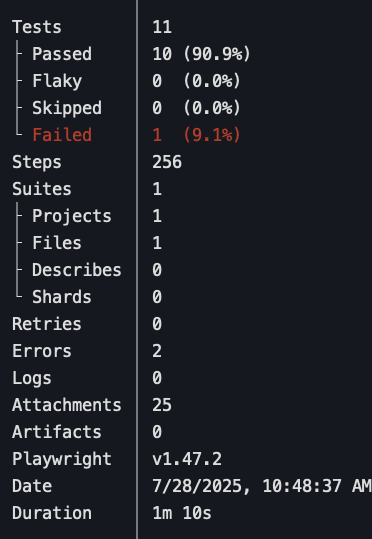 Tests 11
├ Passed 10 (90.9%)
├ Flaky 0 (0.0%)
├ Skipped 0 (0.0%)
└ Failed 1 (9.1%)
Steps 256
Suites 1
├ Projects 1
├ Files 1
├ Describes 0
└ Shards 0
Retries 0
Errors 2
Logs 0
Attachments 25
Artifacts 0
Playwright v1.47.2
Date 7/28/2025, 10:48:37 AM
Duration 1m 10s